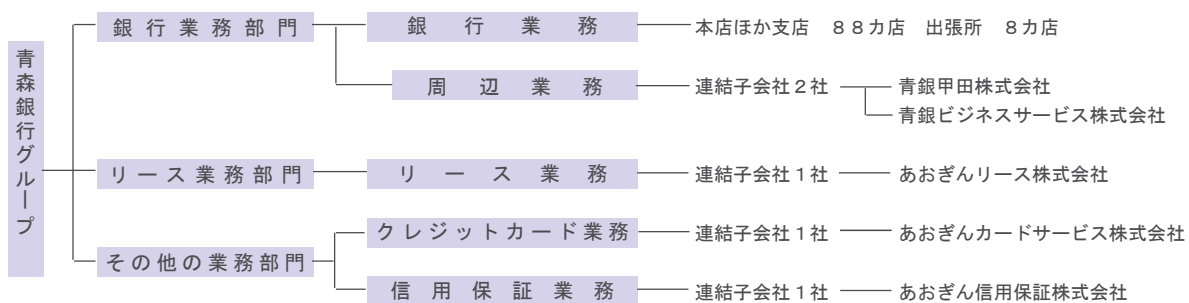 青森銀行グループ
銀行業務部門
銀行業務
本店ほか支店　８８カ店　出張所　８カ店
周辺業務
連結子会社２社
青銀甲田株式会社
青銀ビジネスサービス株式会社
リース業務部門
リース業務
連結子会社１社
あおぎんリース株式会社
その他の業務部門
クレジットカード業務
連結子会社１社
あおぎんカードサービス株式会社
信用保証業務
連結子会社１社
あおぎん信用保証株式会社